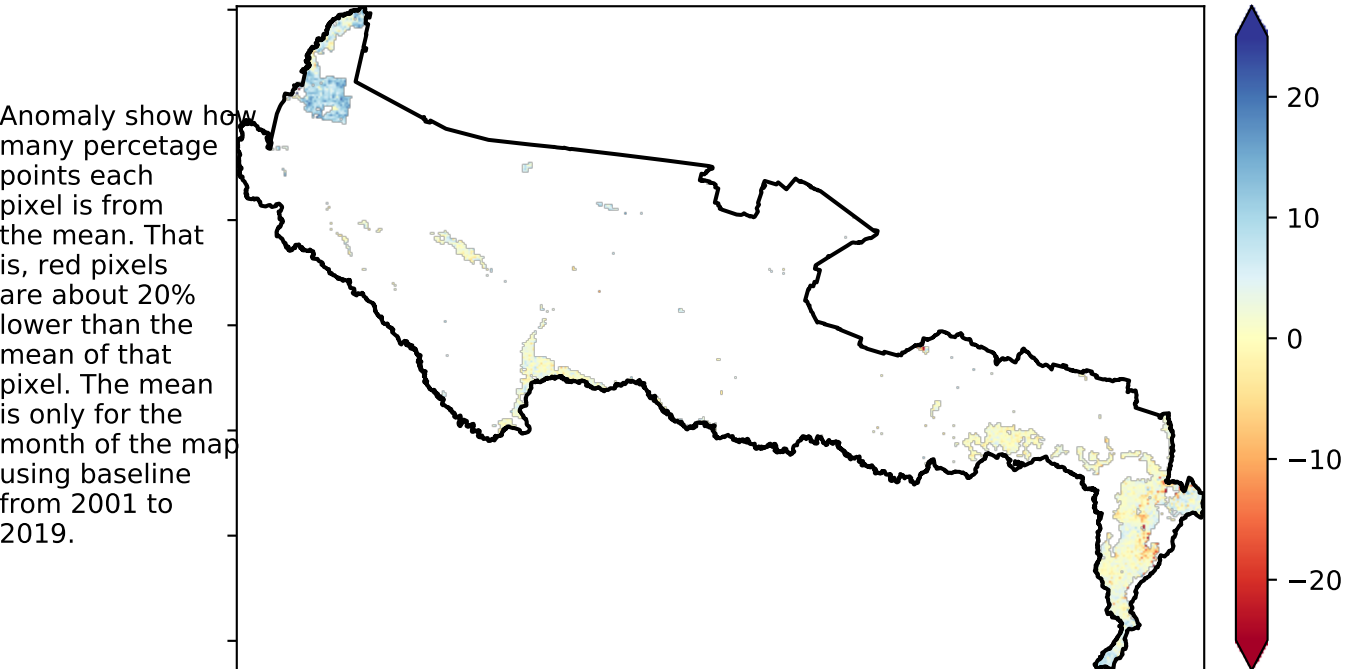 Anomaly show how
many percetage
points each
pixel is from
the mean. That
is, red pixels
are about 20%
lower than the
mean of that
pixel. The mean
is only for the
month of the map
using baseline
from 2001 to
2019.
20
10
0
−10
−20